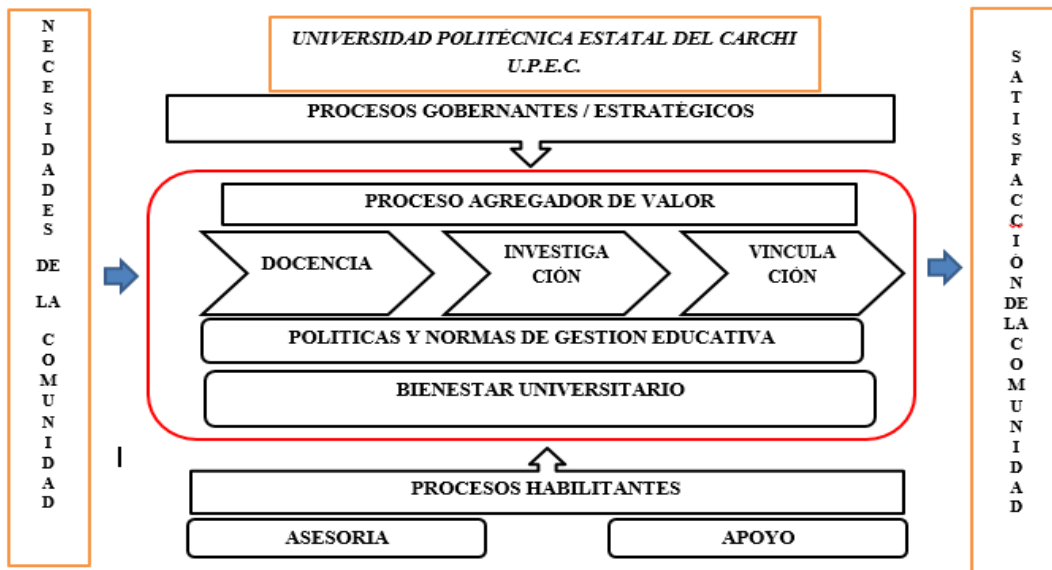 NECESIDADES DE LA COMUNIDAD
UNIVERSIDAD POLITÉCNICA ESTATAL DEL CARCHI
U.P.E.C.
PROCESOS GOBERNANTES / ESTRATÉGICOS
PROCESO AGREGADOR DE VALOR
DOCENCIA
INVESTIGA
CIÓN
VINCULA
CIÓN
POLITICAS Y NORMAS DE GESTION EDUCATIVA
BIENESTAR UNIVERSITARIO
PROCESOS HABILITANTES
ASESORIA
APOYO
SATISFACCIÓN DE LA COMUNIDAD